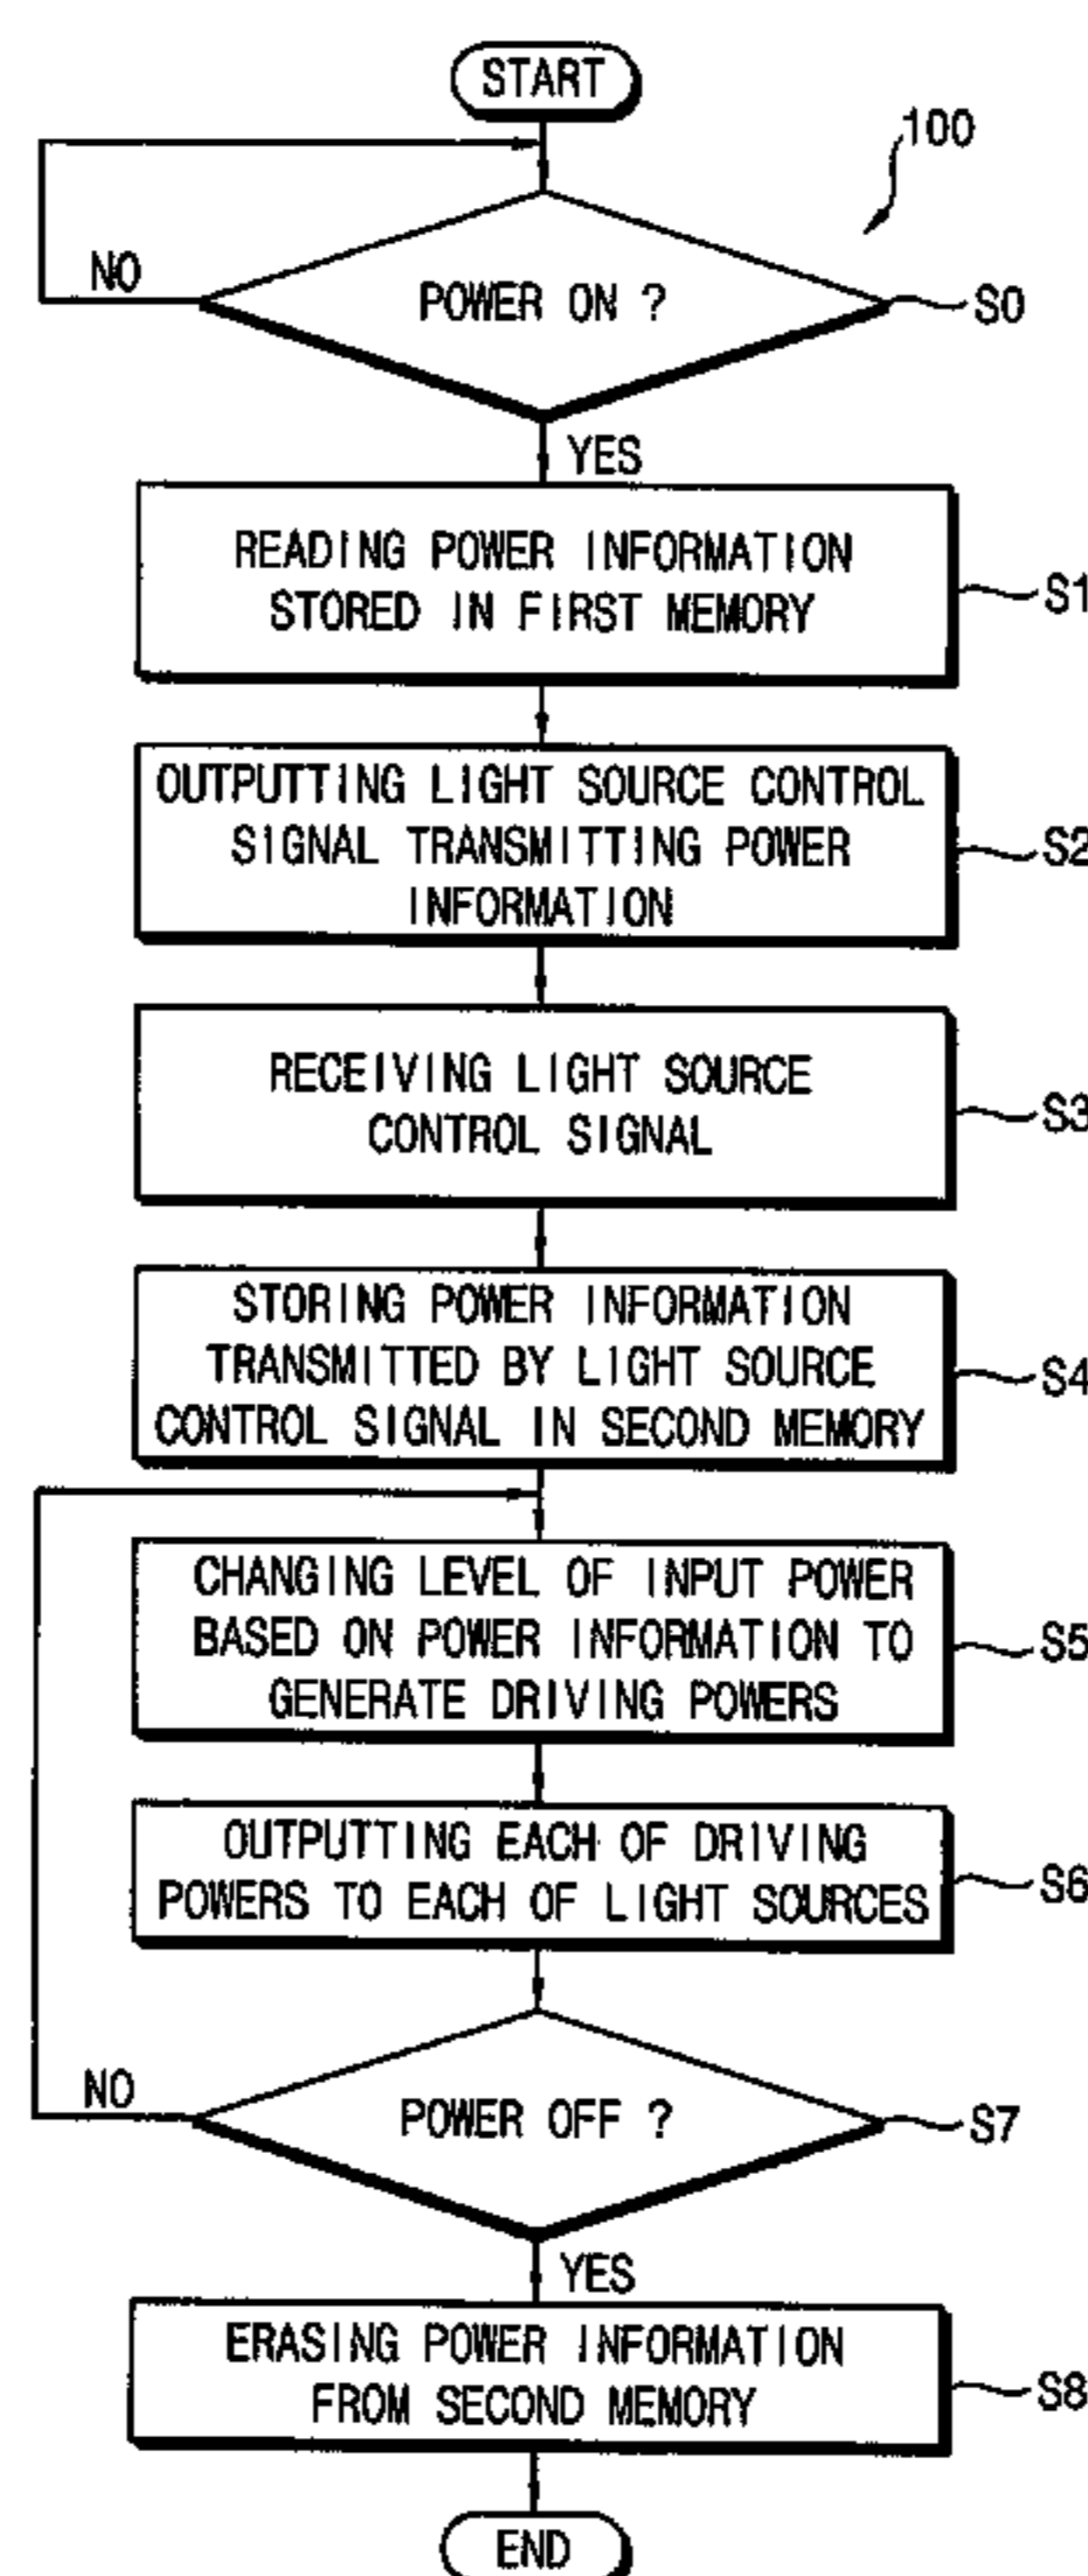 START
100
NO
POWER ON ?
S0
YES
READING POWER INFORMATION
STORED IN FIRST MEMORY
S1
OUTPUTTING LIGHT SOURCE CONTROL
SIGNAL TRANSMITTING POWER
INFORMATION
S2
RECEIVING LIGHT SOURCE
CONTROL SIGNAL
S3
STORING POWER INFORMATION
TRANSMITTED BY LIGHT SOURCE
CONTROL SIGNAL IN SECOND MEMORY
S4
CHANGING LEVEL OF INPUT POWER
BASED ON POWER INFORMATION TO
GENERATE DRIVING POWERS
S5
OUTPUTTING EACH OF DRIVING
POWERS TO EACH OF LIGHT SOURCES
S6
NO
POWER OFF ?
S7
YES
ERASING POWER INFORMATION
FROM SECOND MEMORY
S8
END